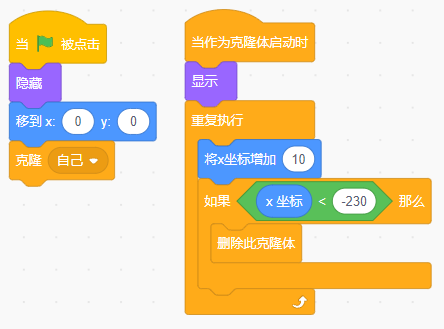 当 被点击
隐藏
移到 x: 0 y: 0
克隆 自己
当作为克隆体启动时
显示
重复执行
将x坐标增加 10
如果 x 坐标 < -230 那么
删除此克隆体